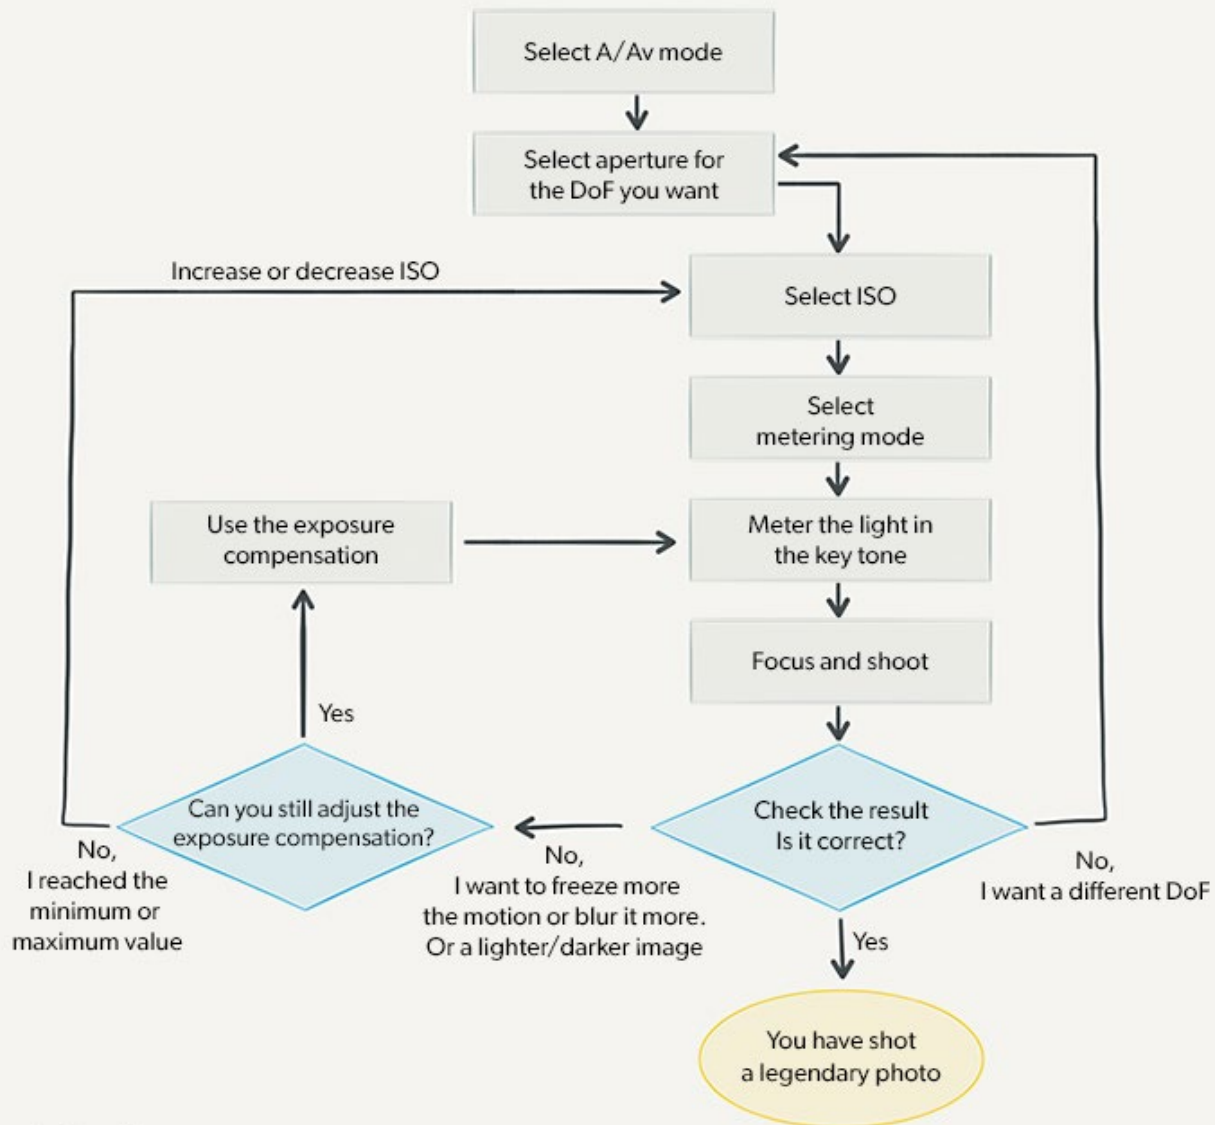 Select A/Av mode
Select aperture for
the DoF you want
Increase or decrease ISO
Select ISO
Select
metering mode
Use the exposure
compensation
Meter the light in
the key tone
Focus and shoot
Yes
Can you still adjust the
exposure compensation?
Check the result
Is it correct?
No,
I reached the
minimum or
maximum value
No,
I want to freeze more
the motion or blur it more.
Or a lighter/darker image
No,
I want a different DoF
Yes
You have shot
a legendary photo